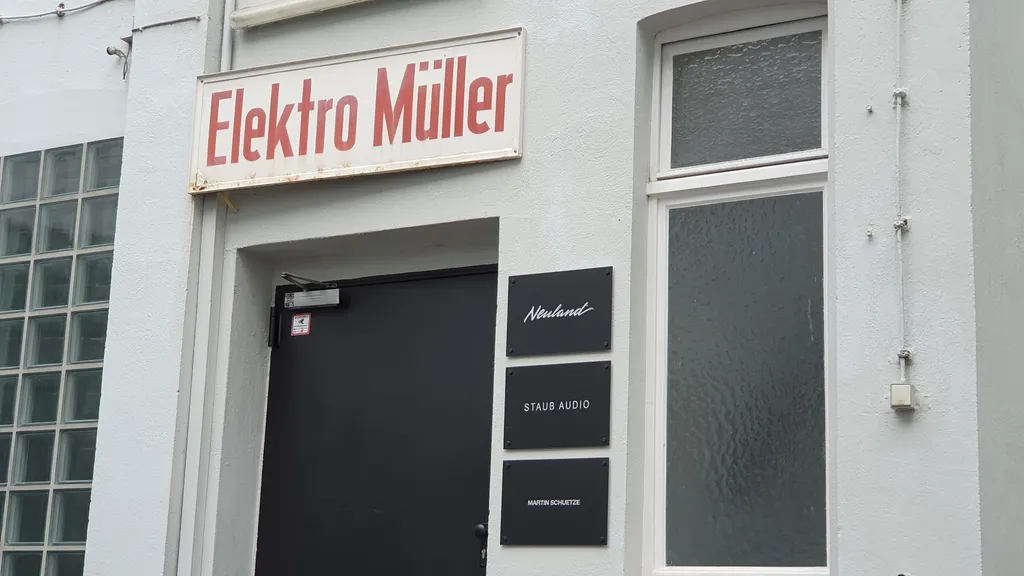 Elektro Müller
Neuland
STAUB AUDIO
MARTIN SCHUETZE